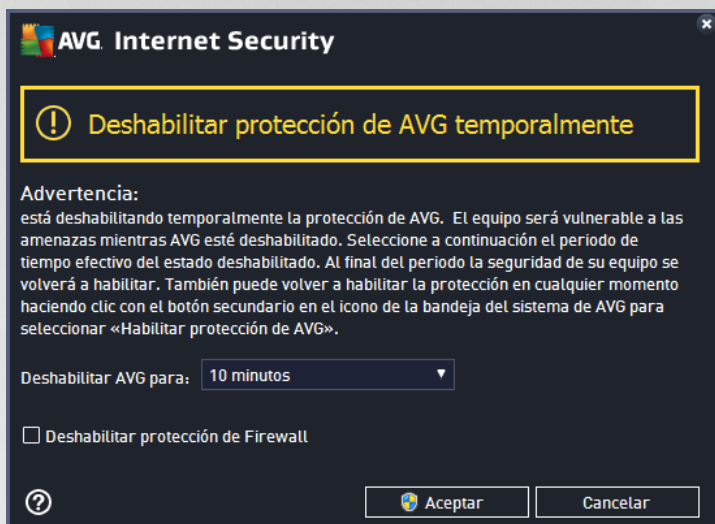 AVG Internet Security
Deshabilitar protección de AVG temporalmente
Advertencia:
está deshabilitando temporalmente la protección de AVG. El equipo será vulnerable a las
amenazas mientras AVG esté deshabilitado. Seleccione a continuación el periodo de
tiempo efectivo del estado deshabilitado. Al final del periodo la seguridad de su equipo se
volverá a habilitar. También puede volver a habilitar la protección en cualquier momento
haciendo clic con el botón secundario en el icono de la bandeja del sistema de AVG para
seleccionar «Habilitar protección de AVG».
Deshabilitar AVG para: 10 minutos
Deshabilitar protección de Firewall
Aceptar Cancelar